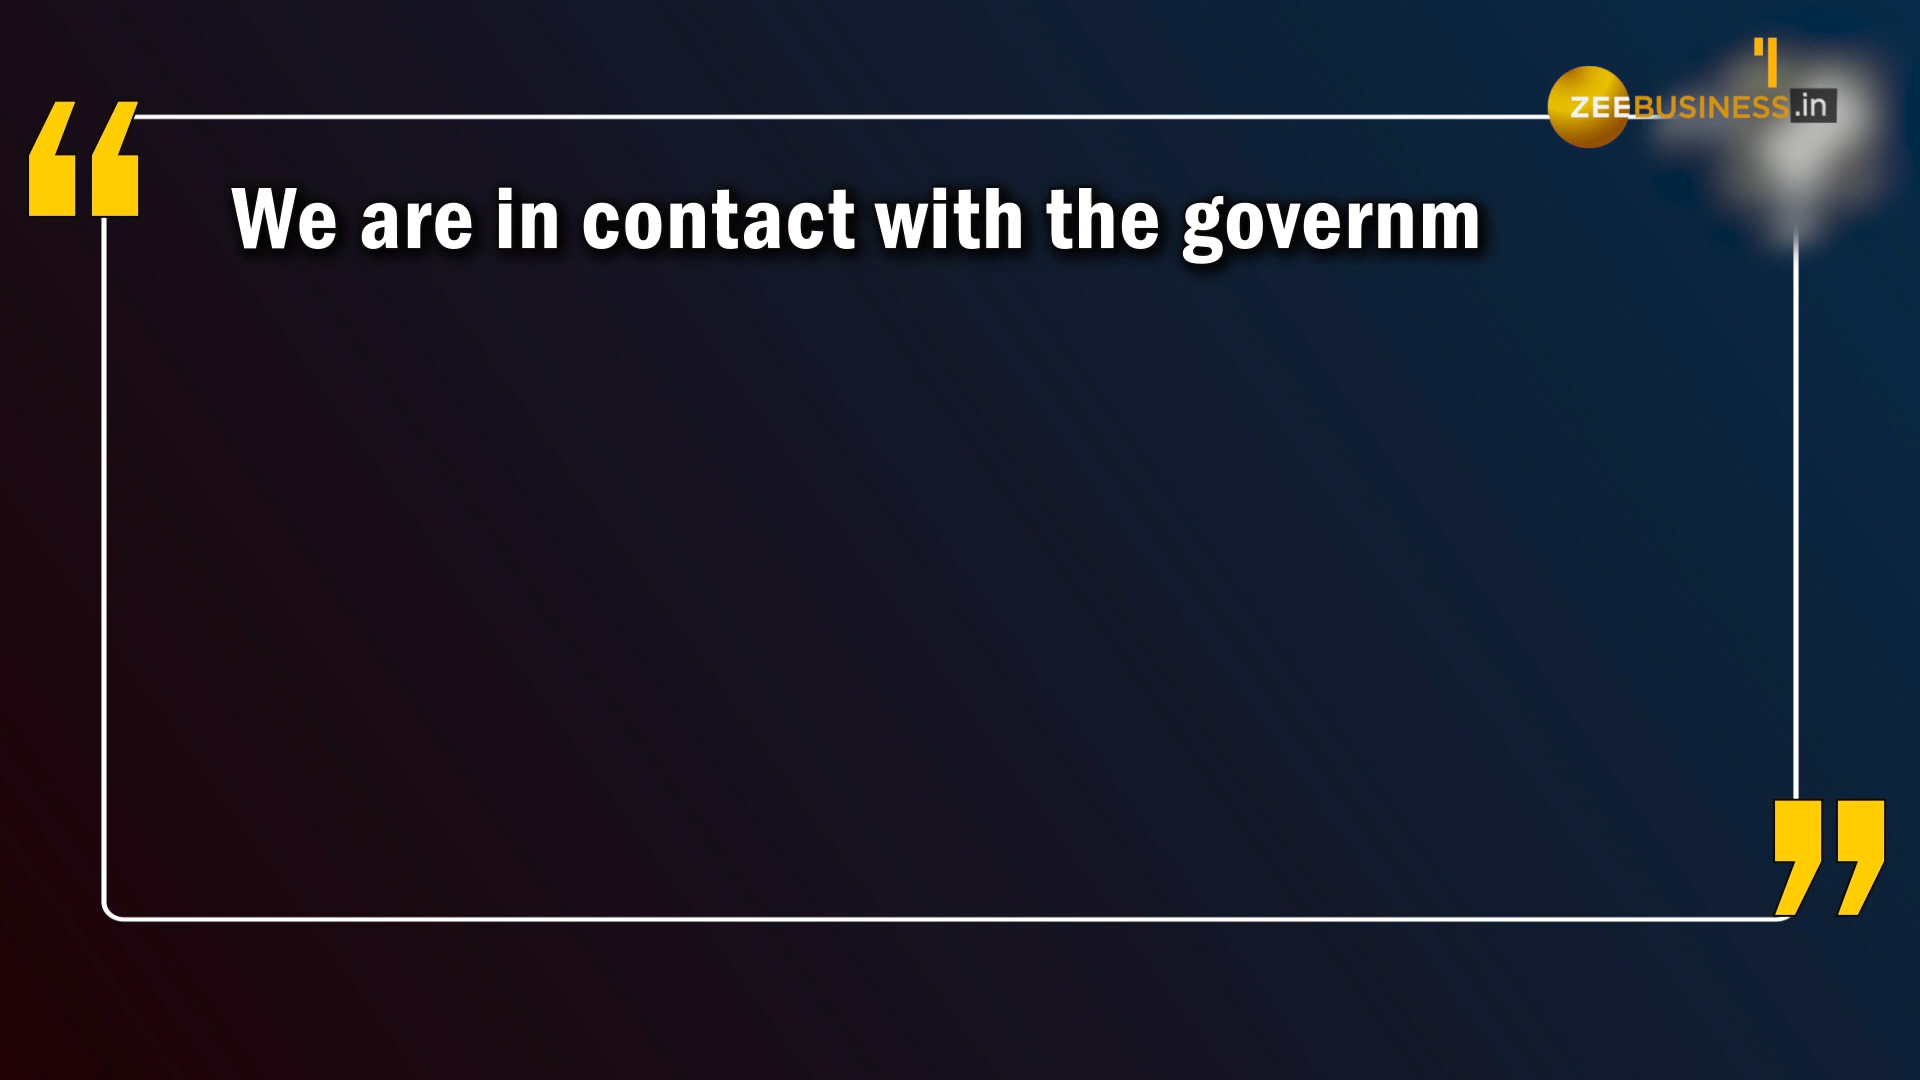 ZEEBUSINESS.in
“
We are in contact with the governm
”